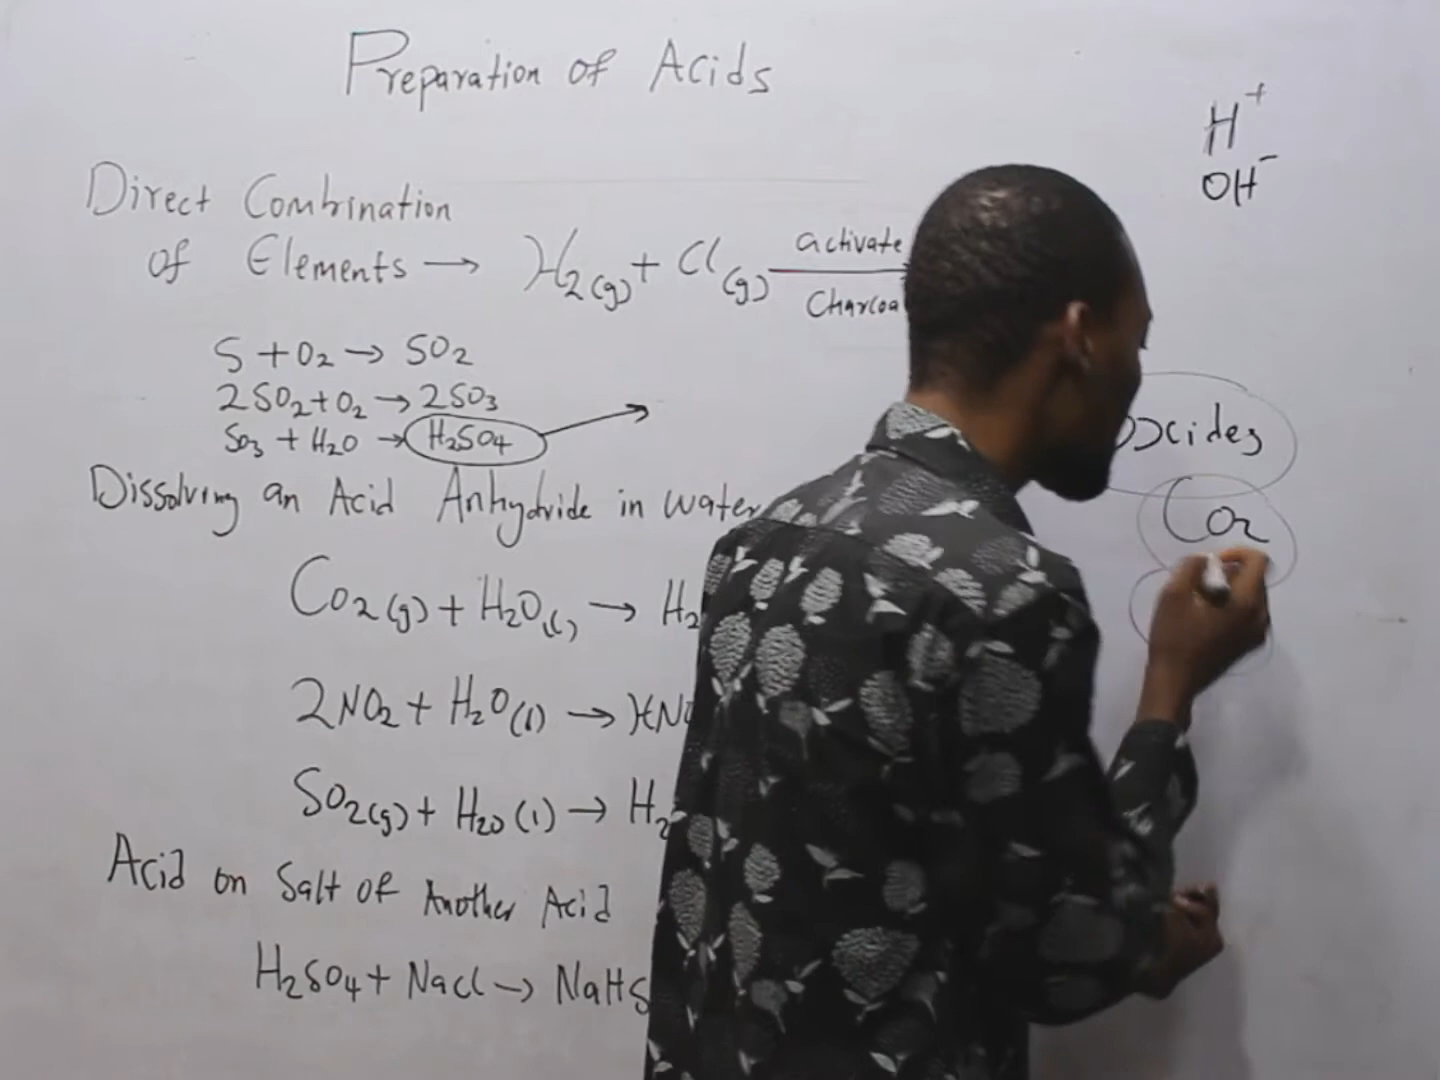 Preparation of Acids
H⁺
OH⁻
Direct Combination
of Elements → H₂(g) + Cl(g) activate
Charcoa
S + O₂ → SO₂
2SO₂ + O₂ → 2SO₃
SO₃ + H₂O → H₂SO₄
Oxides
CO₂
Dissolving an Acid Anhydride in water
CO₂(g) + H₂O(l) → H₂
2NO₂ + H₂O(l) → HNO
SO₂(g) + H₂O(l) → H₂
Acid on Salt of Another Acid
H₂SO₄ + NaCl → NaHS